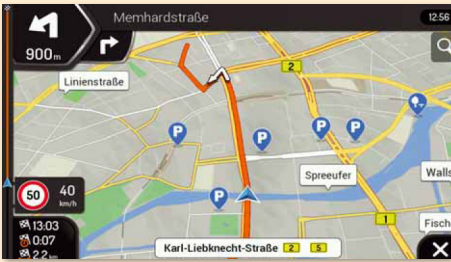 Memhardstraße
12:56
900m
2
Linienstraße
P
P
P
P
P
Spreeufer
Walls
50
40
km/h
1
Fisch
13:03
0:07
2.2 km
Karl-Liebknecht-Straße 2 5